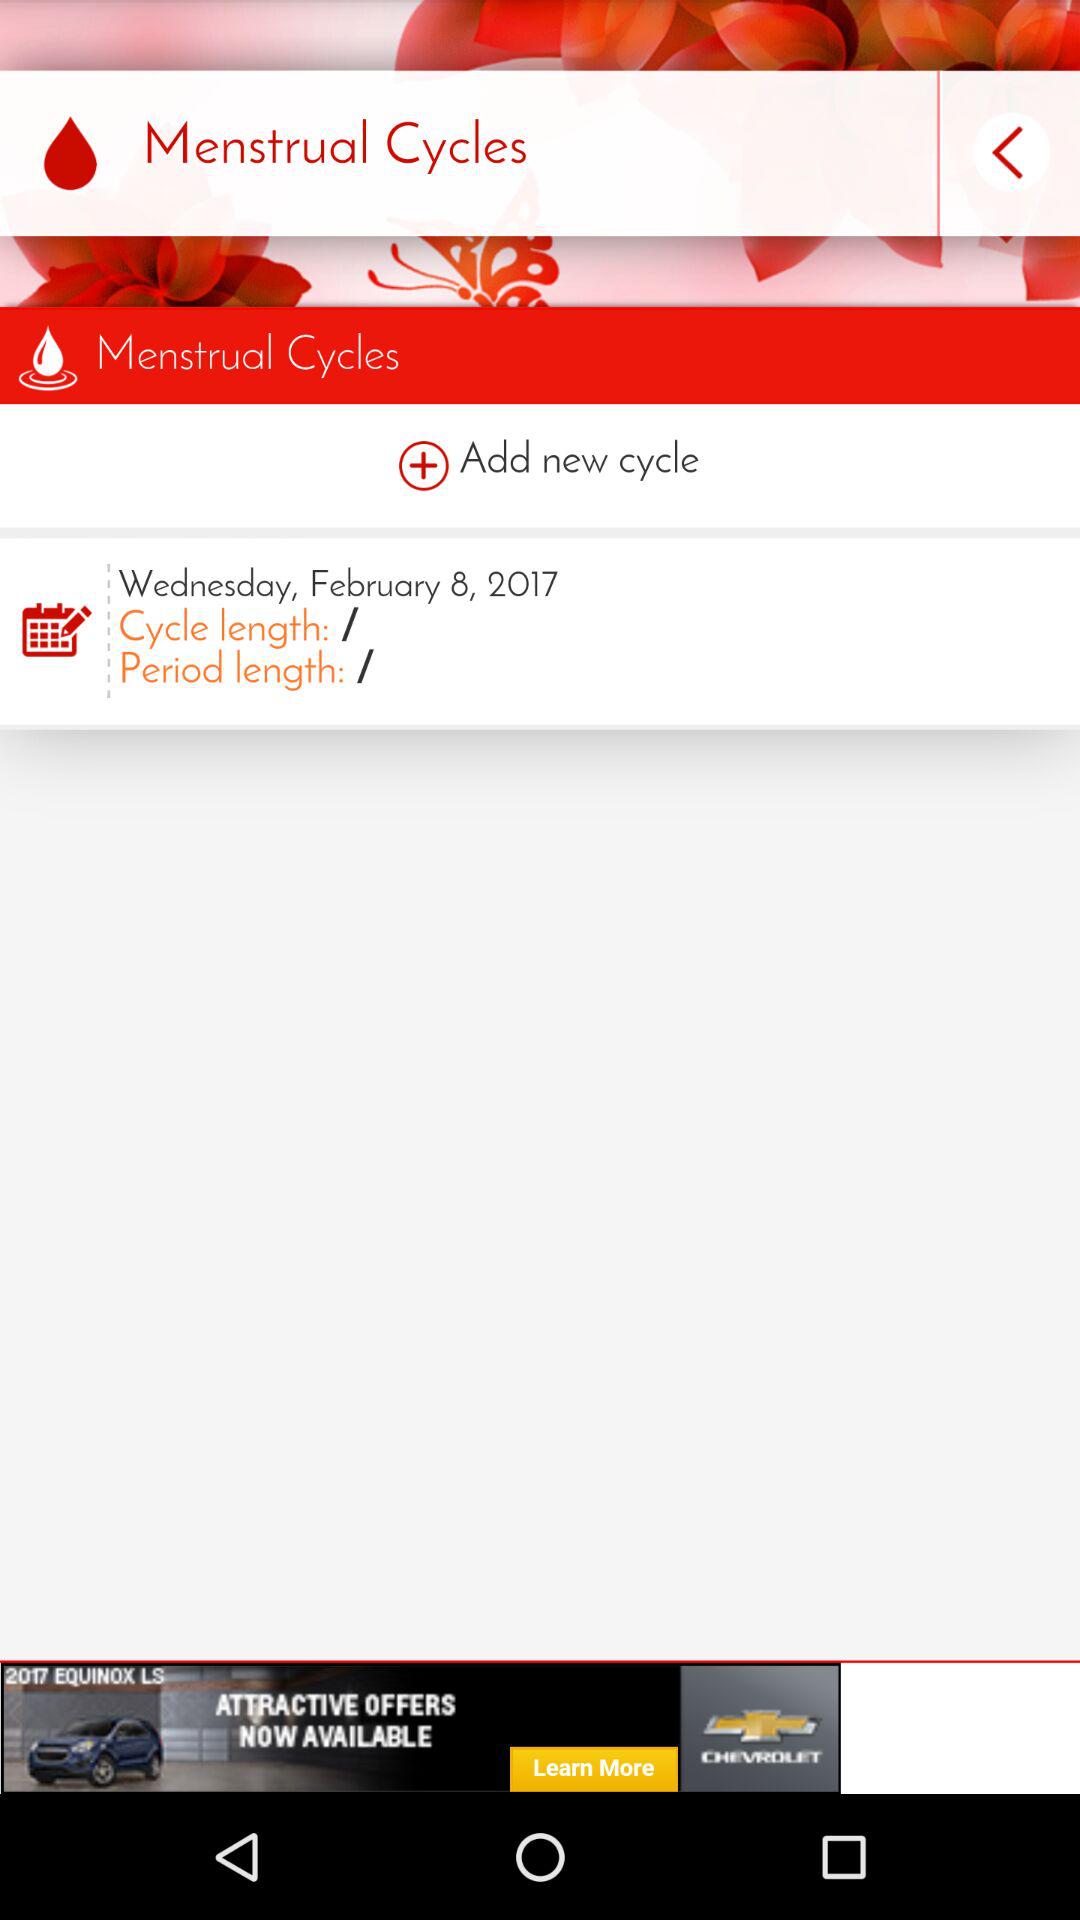 Menstrual Cycles
Menstrual Cycles
Add new cycle
Wednesday, February 8, 2017
Cycle length: /
Period length: /
2017 EQUINOX LS
ATTRACTIVE OFFERS
NOW AVAILABLE
Learn More
CHEVROLET